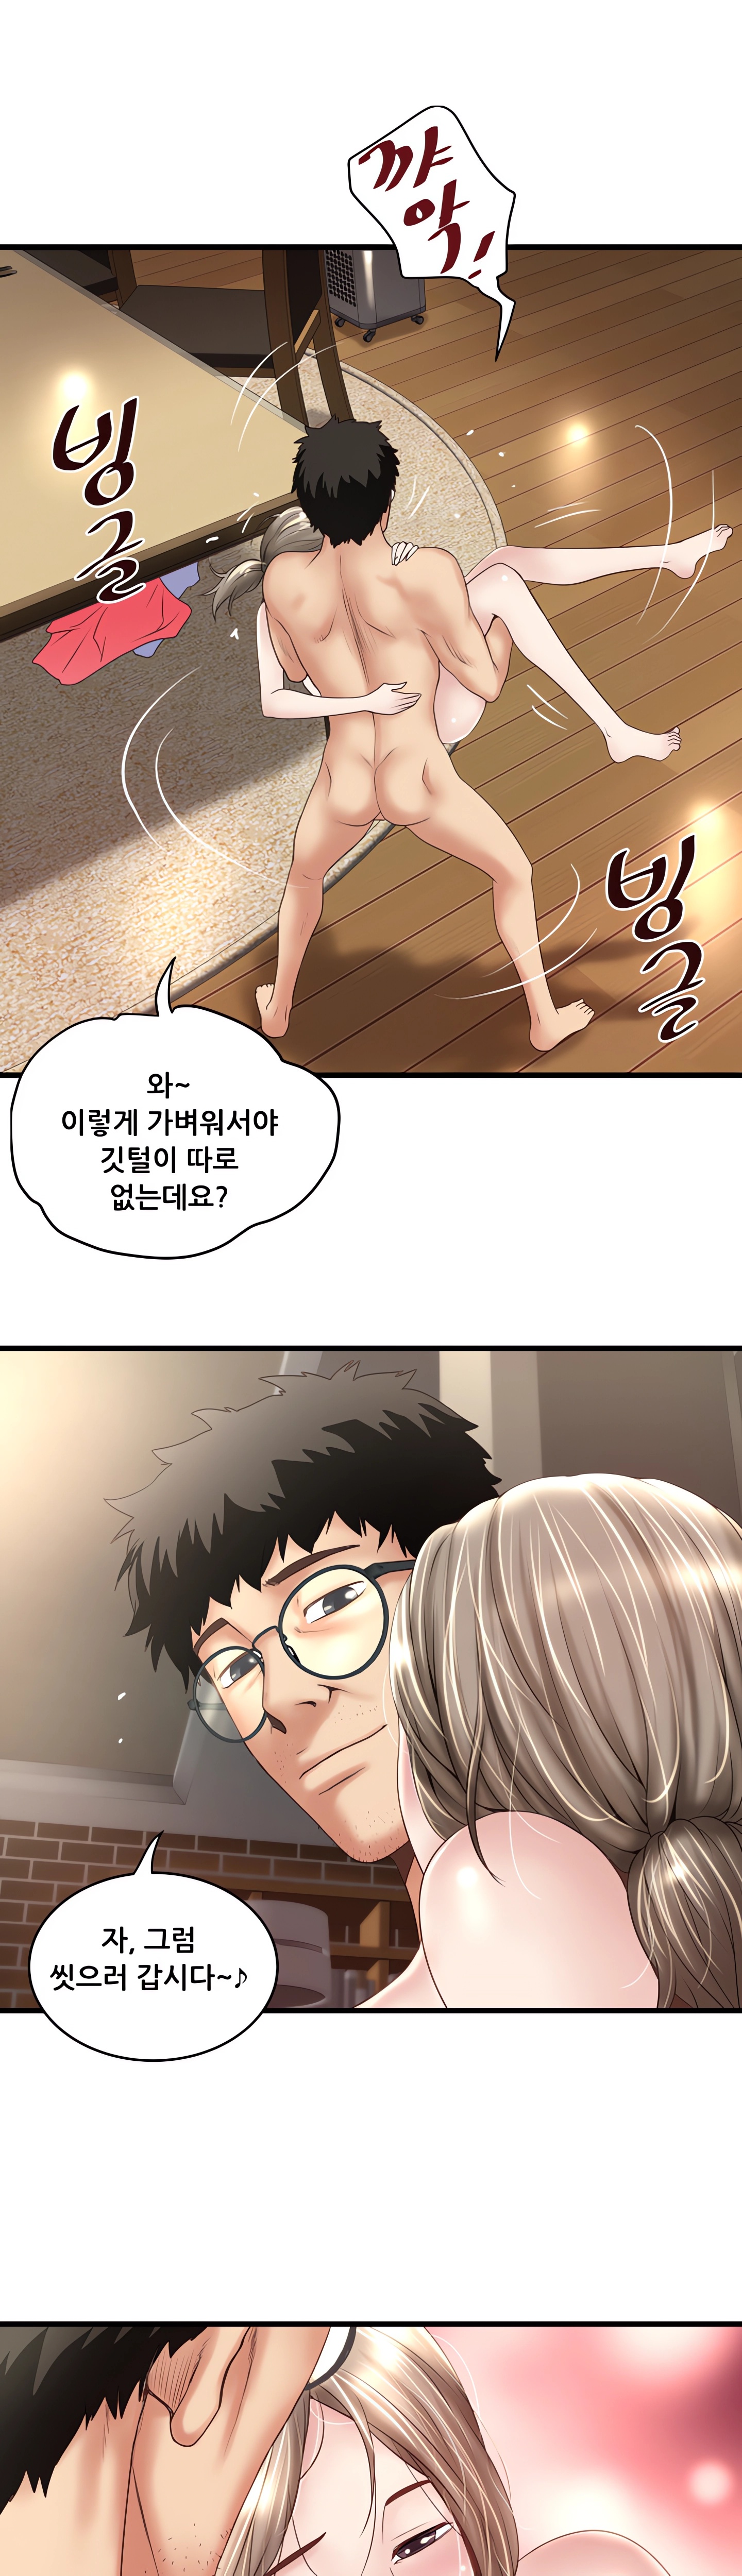 꺄
악!
빙
글
빙
글
와~
이렇게 가벼워서야
깃털이 따로
없는데요?
자, 그럼
씻으러 갑시다~♪